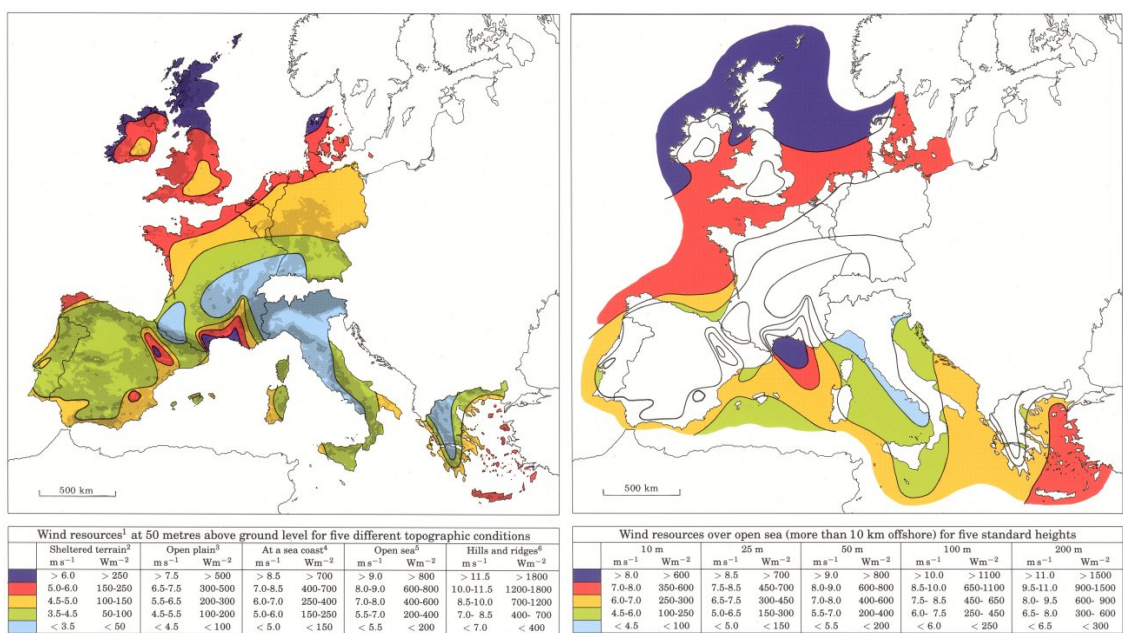 500 km
Wind resources¹ at 50 metres above ground level for five different topographic conditions
Sheltered terrain² Open plain³ At a sea coast⁴ Open sea⁵ Hills and ridges⁶
m s⁻¹ Wm⁻² m s⁻¹ Wm⁻² m s⁻¹ Wm⁻² m s⁻¹ Wm⁻² m s⁻¹ Wm⁻²
> 6.0 > 250 > 7.5 > 500 > 8.5 > 700 > 9.0 > 800 > 11.5 > 1800
5.0-6.0 150-250 6.5-7.5 300-500 7.0-8.5 400-700 8.0-9.0 600-800 10.0-11.5 1200-1800
4.5-5.0 100-150 5.5-6.5 200-300 6.0-7.0 250-400 7.0-8.0 400-600 8.5-10.0 700-1200
3.5-4.5 50-100 4.5-5.5 100-200 5.0-6.0 150-250 5.5-7.0 200-400 7.0- 8.5 400- 700
< 3.5 < 50 < 4.5 < 100 < 5.0 < 150 < 5.5 < 200 < 7.0 < 400
500 km
Wind resources over open sea (more than 10 km offshore) for five standard heights
10 m 25 m 50 m 100 m 200 m
m s⁻¹ Wm⁻² m s⁻¹ Wm⁻² m s⁻¹ Wm⁻² m s⁻¹ Wm⁻² m s⁻¹ Wm⁻²
> 8.0 > 600 > 8.5 > 700 > 9.0 > 800 > 10.0 > 1100 > 11.0 > 1500
7.0-8.0 350-600 7.5-8.5 450-700 8.0-9.0 600-800 8.5-10.0 650-1100 9.5-11.0 900-1500
6.0-7.0 250-300 6.5-7.5 300-450 7.0-8.0 400-600 7.5- 8.5 450- 650 8.0- 9.5 600- 900
4.5-6.0 100-250 5.0-6.5 150-300 5.5-7.0 200-400 6.0- 7.5 250- 450 6.5- 8.0 300- 600
< 4.5 < 100 < 5.0 < 150 < 5.5 < 200 < 6.0 < 250 < 6.5 < 300